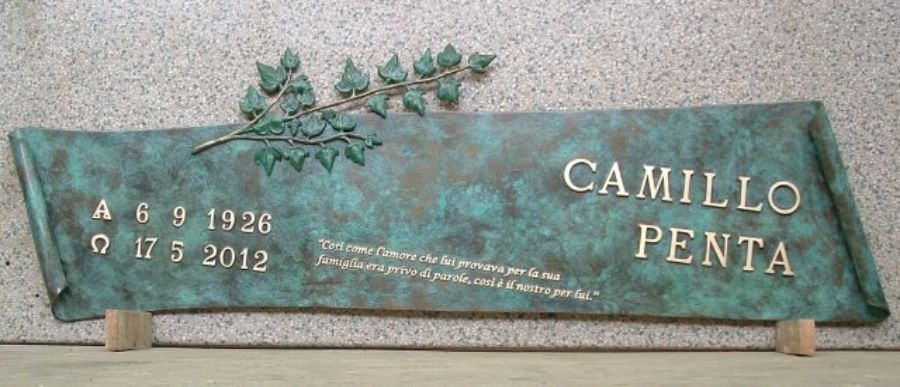 Α 6 9 1926
Ω 17 5 2012
"Così come l'amore che lui provava per la sua
famiglia era privo di parole, così è il nostro per lui."
CAMILLO
PENTA